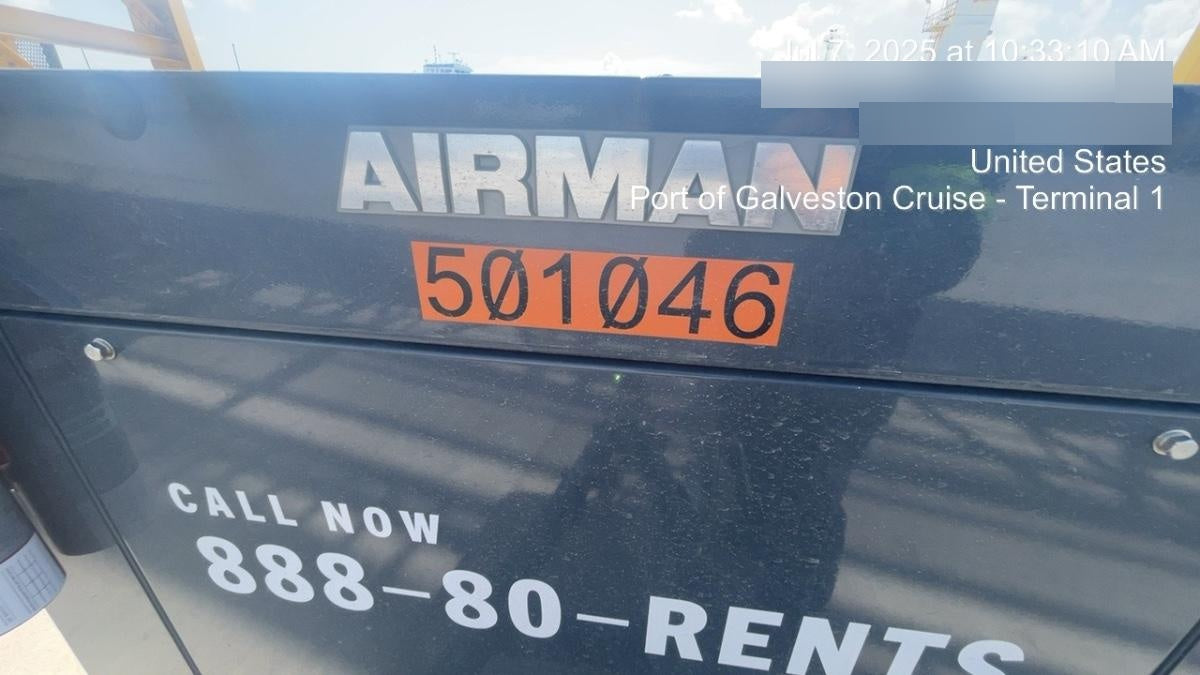 Jul 7, 2025 at 10:33:10 AM
United States
Port of Galveston Cruise - Terminal 1
AIRMAN
5Ø1Ø46
CALL NOW
888-80-RENTS